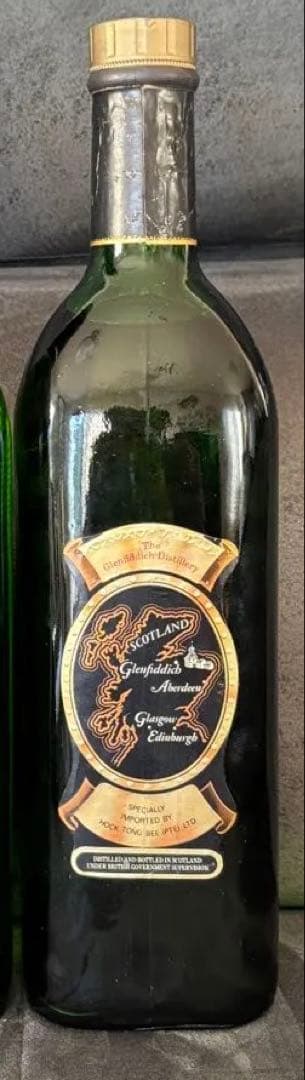 The
Glenfiddich Distillery
SCOTLAND
Glenfiddich
Aberdeen
Glasgow
Edinburgh
SPECIALLY
IMPORTED BY
HOCK TONG BEE (PTE) LTD
DISTILLED AND BOTTLED IN SCOTLAND
UNDER BRITISH GOVERNMENT SUPERVISION